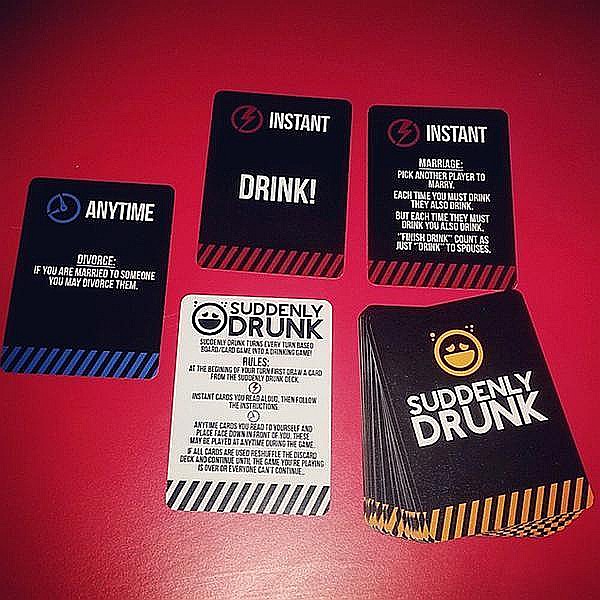 INSTANT
DRINK!
INSTANT
MARRIAGE:
PICK ANOTHER PLAYER TO
MARRY.
EACH TIME YOU MUST DRINK
THEY ALSO DRINK.
BUT EACH TIME THEY MUST
DRINK YOU ALSO DRINK.
"FINISH DRINK" COUNT AS
JUST "DRINK" TO SPOUSES.
ANYTIME
DIVORCE:
IF YOU ARE MARRIED TO SOMEONE
YOU MAY DIVORCE THEM.
SUDDENLY
DRUNK
SUDDENLY DRUNK TURNS EVERY TURN BASED
BOARD/CARD GAME INTO A DRINKING GAME!
RULES:
AT THE BEGINING OF YOUR TURN FIRST DRAW A CARD
FROM THE SUDDENLY DRUNK DECK.
INSTANT CARDS YOU READ ALOUD, THEN FOLLOW
THE INSTRUCTIONS.
ANYTIME CARDS YOU READ TO YOURSELF AND
PLACE FACE DOWN IN FRONT OF YOU. THESE
MAY BE PLAYED AT ANYTIME DURING THE GAME.
IF ALL CARDS ARE USED RESHUFFLE THE DISCARD
DECK AND CONTINUE UNTIL THE GAME YOU'RE PLAYING
IS OVER OR EVERYONE CAN'T CONTINUE..
SUDDENLY
DRUNK